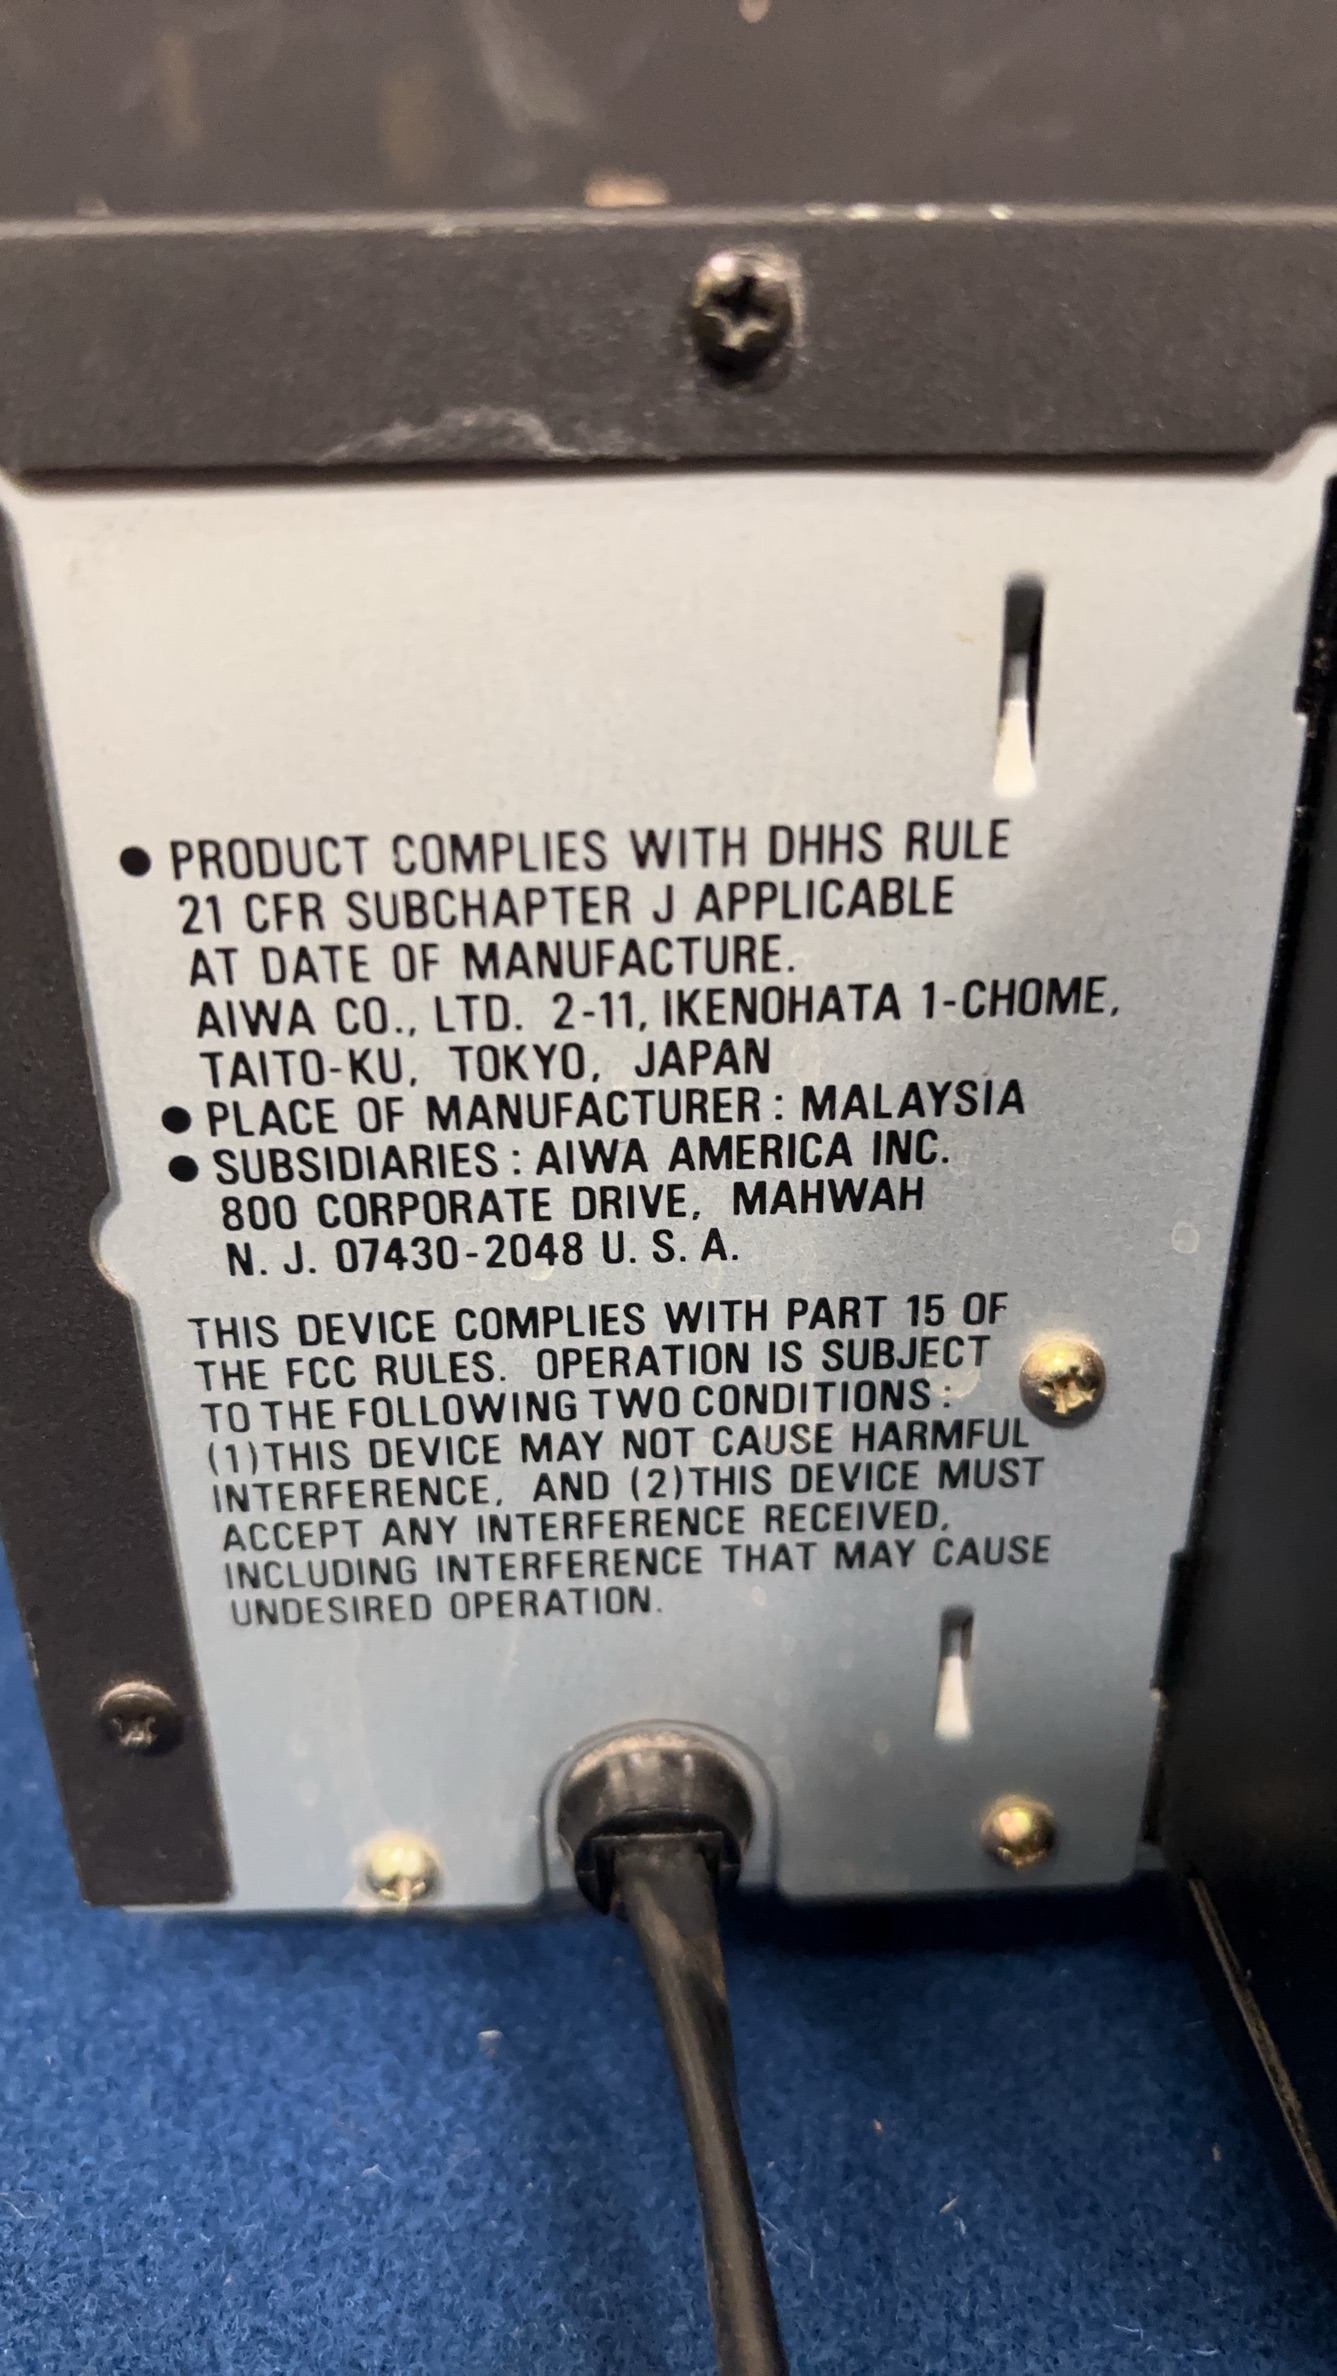 ● PRODUCT COMPLIES WITH DHHS RULE
21 CFR SUBCHAPTER J APPLICABLE
AT DATE OF MANUFACTURE.
AIWA CO., LTD. 2-11, IKENOHATA 1-CHOME,
TAITO-KU, TOKYO, JAPAN
● PLACE OF MANUFACTURER : MALAYSIA
● SUBSIDIARIES : AIWA AMERICA INC.
800 CORPORATE DRIVE, MAHWAH
N. J. 07430-2048 U. S. A.
THIS DEVICE COMPLIES WITH PART 15 OF
THE FCC RULES. OPERATION IS SUBJECT
TO THE FOLLOWING TWO CONDITIONS :
(1)THIS DEVICE MAY NOT CAUSE HARMFUL
INTERFERENCE, AND (2)THIS DEVICE MUST
ACCEPT ANY INTERFERENCE RECEIVED,
INCLUDING INTERFERENCE THAT MAY CAUSE
UNDESIRED OPERATION.